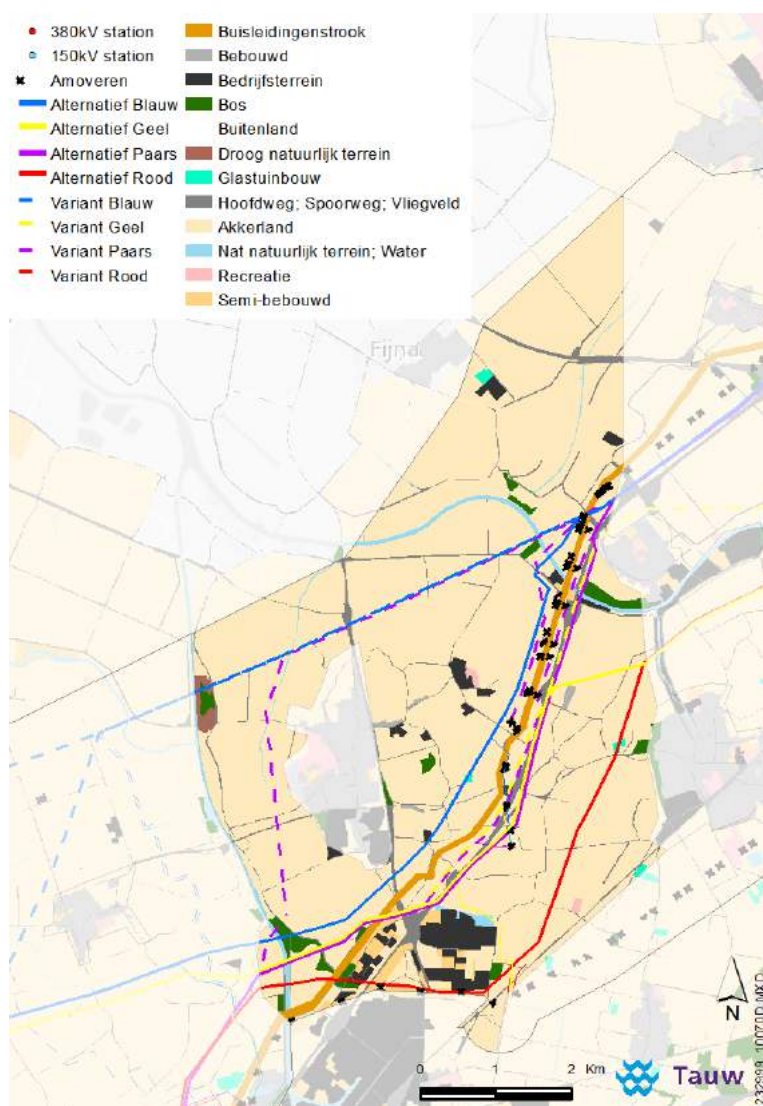 380kV station
150kV station
Amoveren
Alternatief Blauw
Alternatief Geel
Alternatief Paars
Alternatief Rood
Variant Blauw
Variant Geel
Variant Paars
Variant Rood
Buisleidingenstrook
Bebouwd
Bedrijfsterrein
Bos
Buitenland
Droog natuurlijk terrein
Glastuinbouw
Hoofdweg; Spoorweg; Vliegveld
Akkerland
Nat natuurlijk terrein; Water
Recreatie
Semi-bebouwd
Fijna
N
0 1 2 Km
Tauw
232999_10070D.MXD